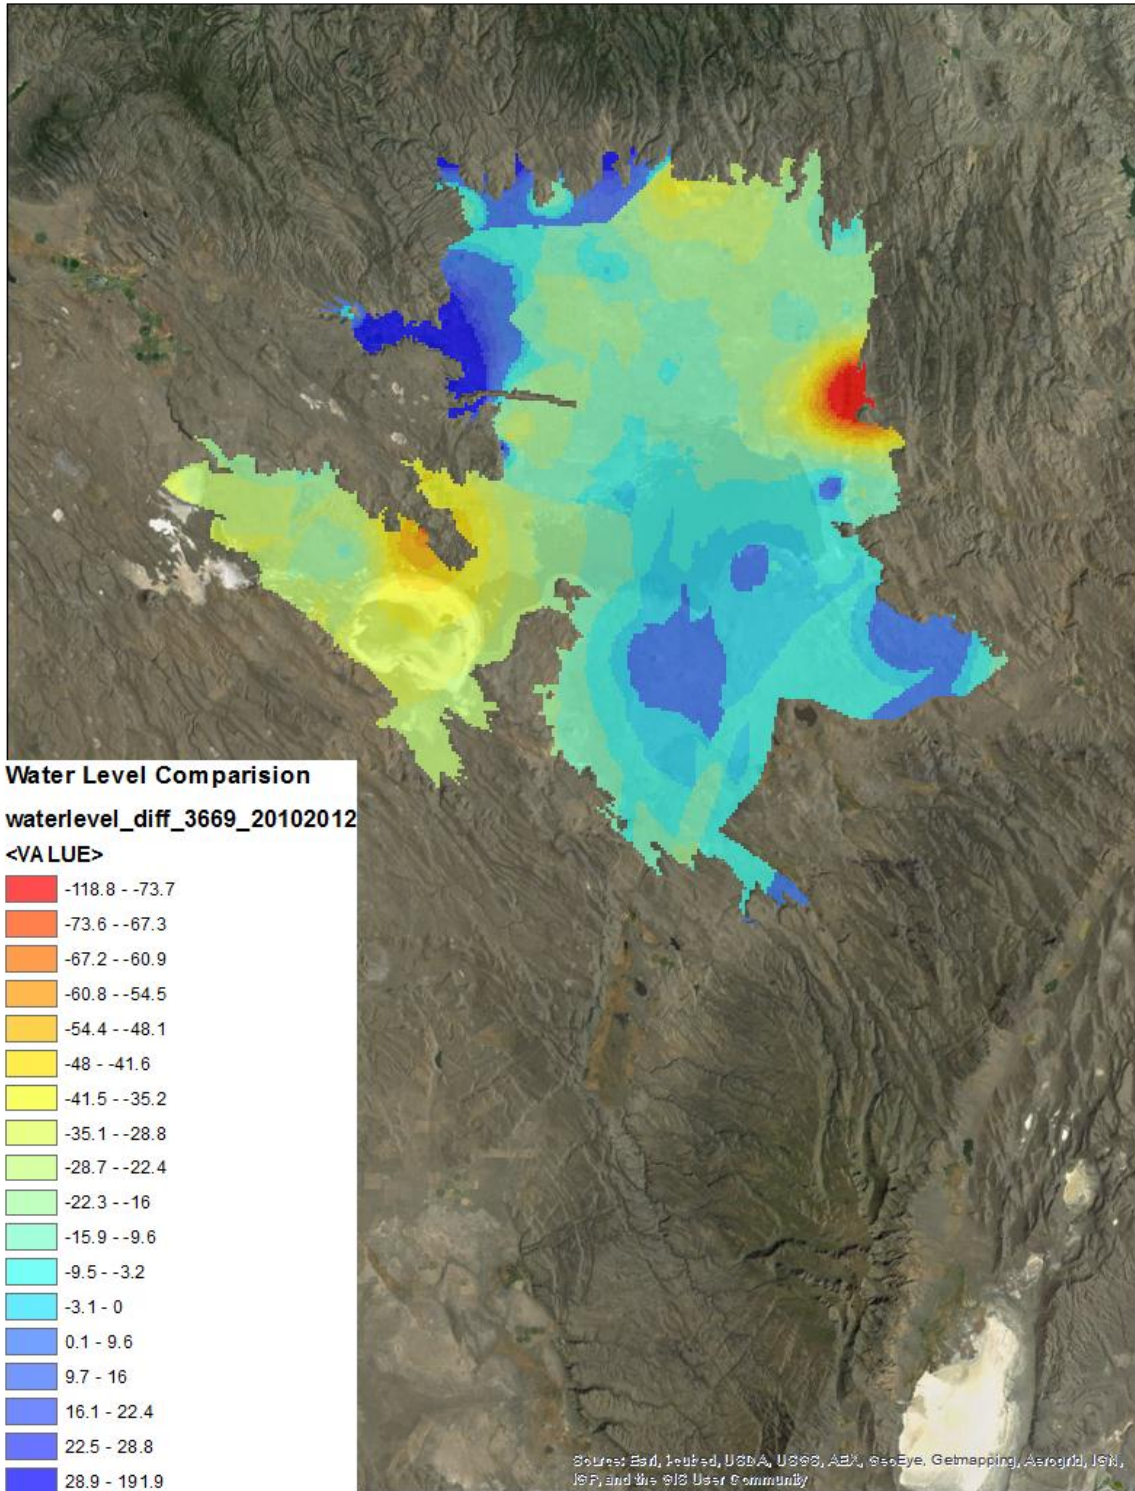 Water Level Comparision
waterlevel_diff_3669_20102012
<VALUE>
-118.8 - -73.7
-73.6 - -67.3
-67.2 - -60.9
-60.8 - -54.5
-54.4 - -48.1
-48 - -41.6
-41.5 - -35.2
-35.1 - -28.8
-28.7 - -22.4
-22.3 - -16
-15.9 - -9.6
-9.5 - -3.2
-3.1 - 0
0.1 - 9.6
9.7 - 16
16.1 - 22.4
22.5 - 28.8
28.9 - 191.9
Source: Esri, i-cubed, USDA, USGS, AEX, GeoEye, Getmapping, Aerogrid, IGN,
IGP, and the GIS User Community